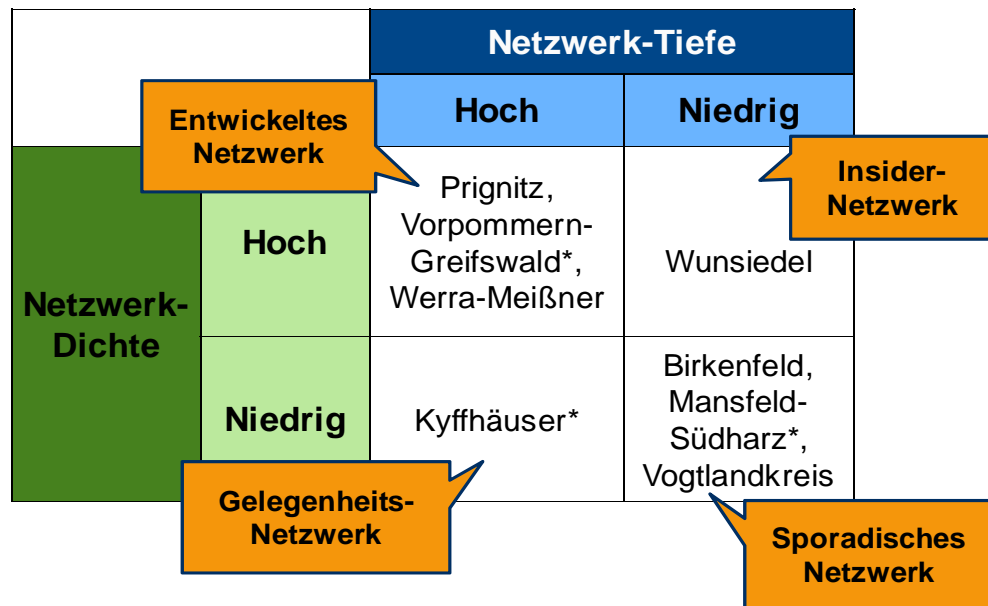 Netzwerk-Tiefe
Hoch
Niedrig
Entwickeltes
Netzwerk
Insider-
Netzwerk
Netzwerk-
Dichte
Hoch
Prignitz,
Vorpommern-
Greifswald*,
Werra-Meißner
Wunsiedel
Niedrig
Kyffhäuser*
Birkenfeld,
Mansfeld-
Südharz*,
Vogtlandkreis
Gelegenheits-
Netzwerk
Sporadisches
Netzwerk